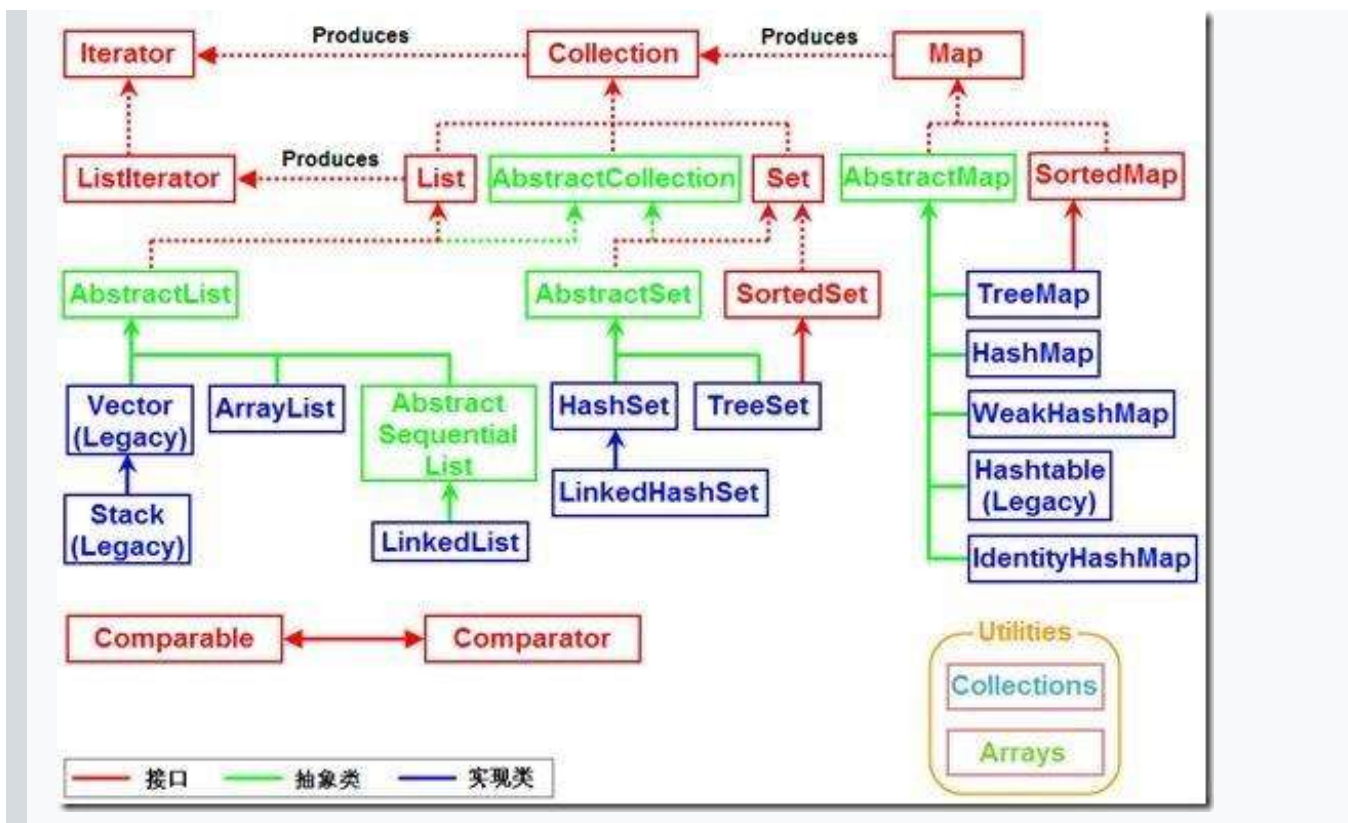 Produces
Produces
Iterator
Collection
Map
Produces
ListIterator
List
AbstractCollection
Set
AbstractMap
SortedMap
AbstractList
AbstractSet
SortedSet
TreeMap
HashMap
Vector
(Legacy)
ArrayList
Abstract
Sequential
List
HashSet
TreeSet
WeakHashMap
Hashtable
(Legacy)
LinkedHashSet
Stack
(Legacy)
LinkedList
IdentityHashMap
Comparable
Comparator
Utilities
Collections
Arrays
接口
抽象类
实现类